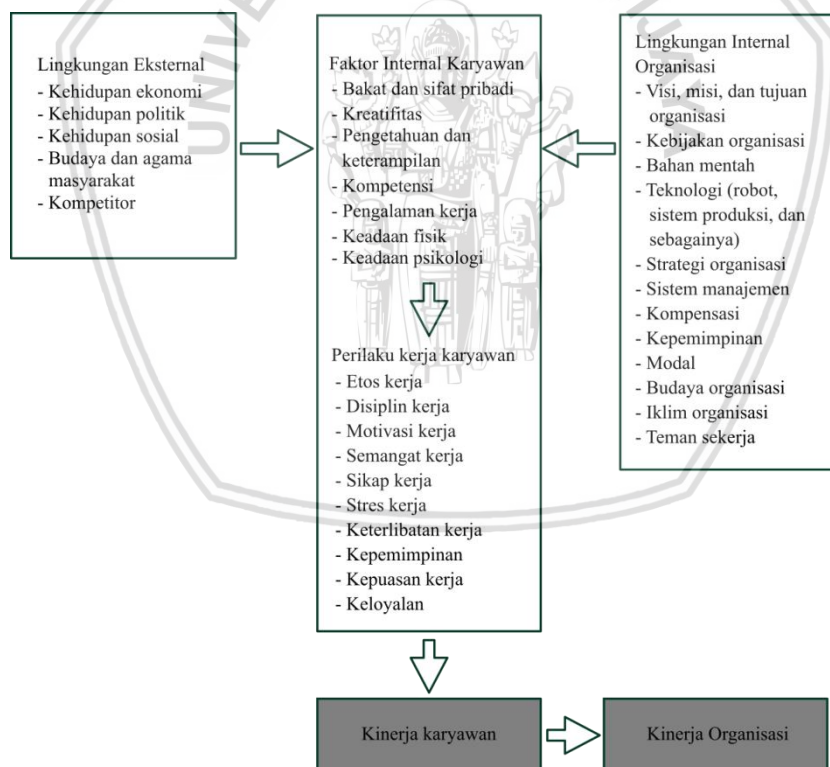 Lingkungan Eksternal
- Kehidupan ekonomi
- Kehidupan politik
- Kehidupan sosial
- Budaya dan agama
masyarakat
- Kompetitor
Faktor Internal Karyawan
- Bakat dan sifat pribadi
- Kreatifitas
- Pengetahuan dan
keterampilan
- Kompetensi
- Pengalaman kerja
- Keadaan fisik
- Keadaan psikologi
Perilaku kerja karyawan
- Etos kerja
- Disiplin kerja
- Motivasi kerja
- Semangat kerja
- Sikap kerja
- Stres kerja
- Keterlibatan kerja
- Kepemimpinan
- Kepuasan kerja
- Keloyalan
Lingkungan Internal
Organisasi
- Visi, misi, dan tujuan
organisasi
- Kebijakan organisasi
- Bahan mentah
- Teknologi (robot,
sistem produksi, dan
sebagainya)
- Strategi organisasi
- Sistem manajemen
- Kompensasi
- Kepemimpinan
- Modal
- Budaya organisasi
- Iklim organisasi
- Teman sekerja
Kinerja karyawan
Kinerja Organisasi